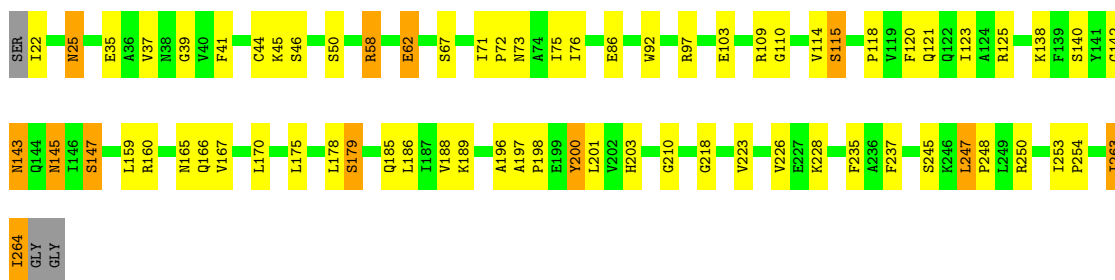 SER I22 N25 E35 A36 V37 N38 G39 V40 F41 C44 K45 S46 S50 R58 E62 S67 I71 P72 N73 A74 I75 I76 E86 W92 R97 E103 R109 G110 V114 S115 P118 V119 F120 Q121 Q122 I123 A124 R125 K138 F139 S140 Y141 G142
N143 Q144 N145 I146 S147 L159 R160 N165 Q166 V167 L170 L175 L178 S179 Q185 L186 I187 V188 K189 A196 A197 P198 E199 Y200 L201 V202 H203 G210 G218 V223 V226 E227 K228 F235 A236 F237 S245 K246 L247 P248 L249 R250 I253 P254 I263
I264 GLY GLY